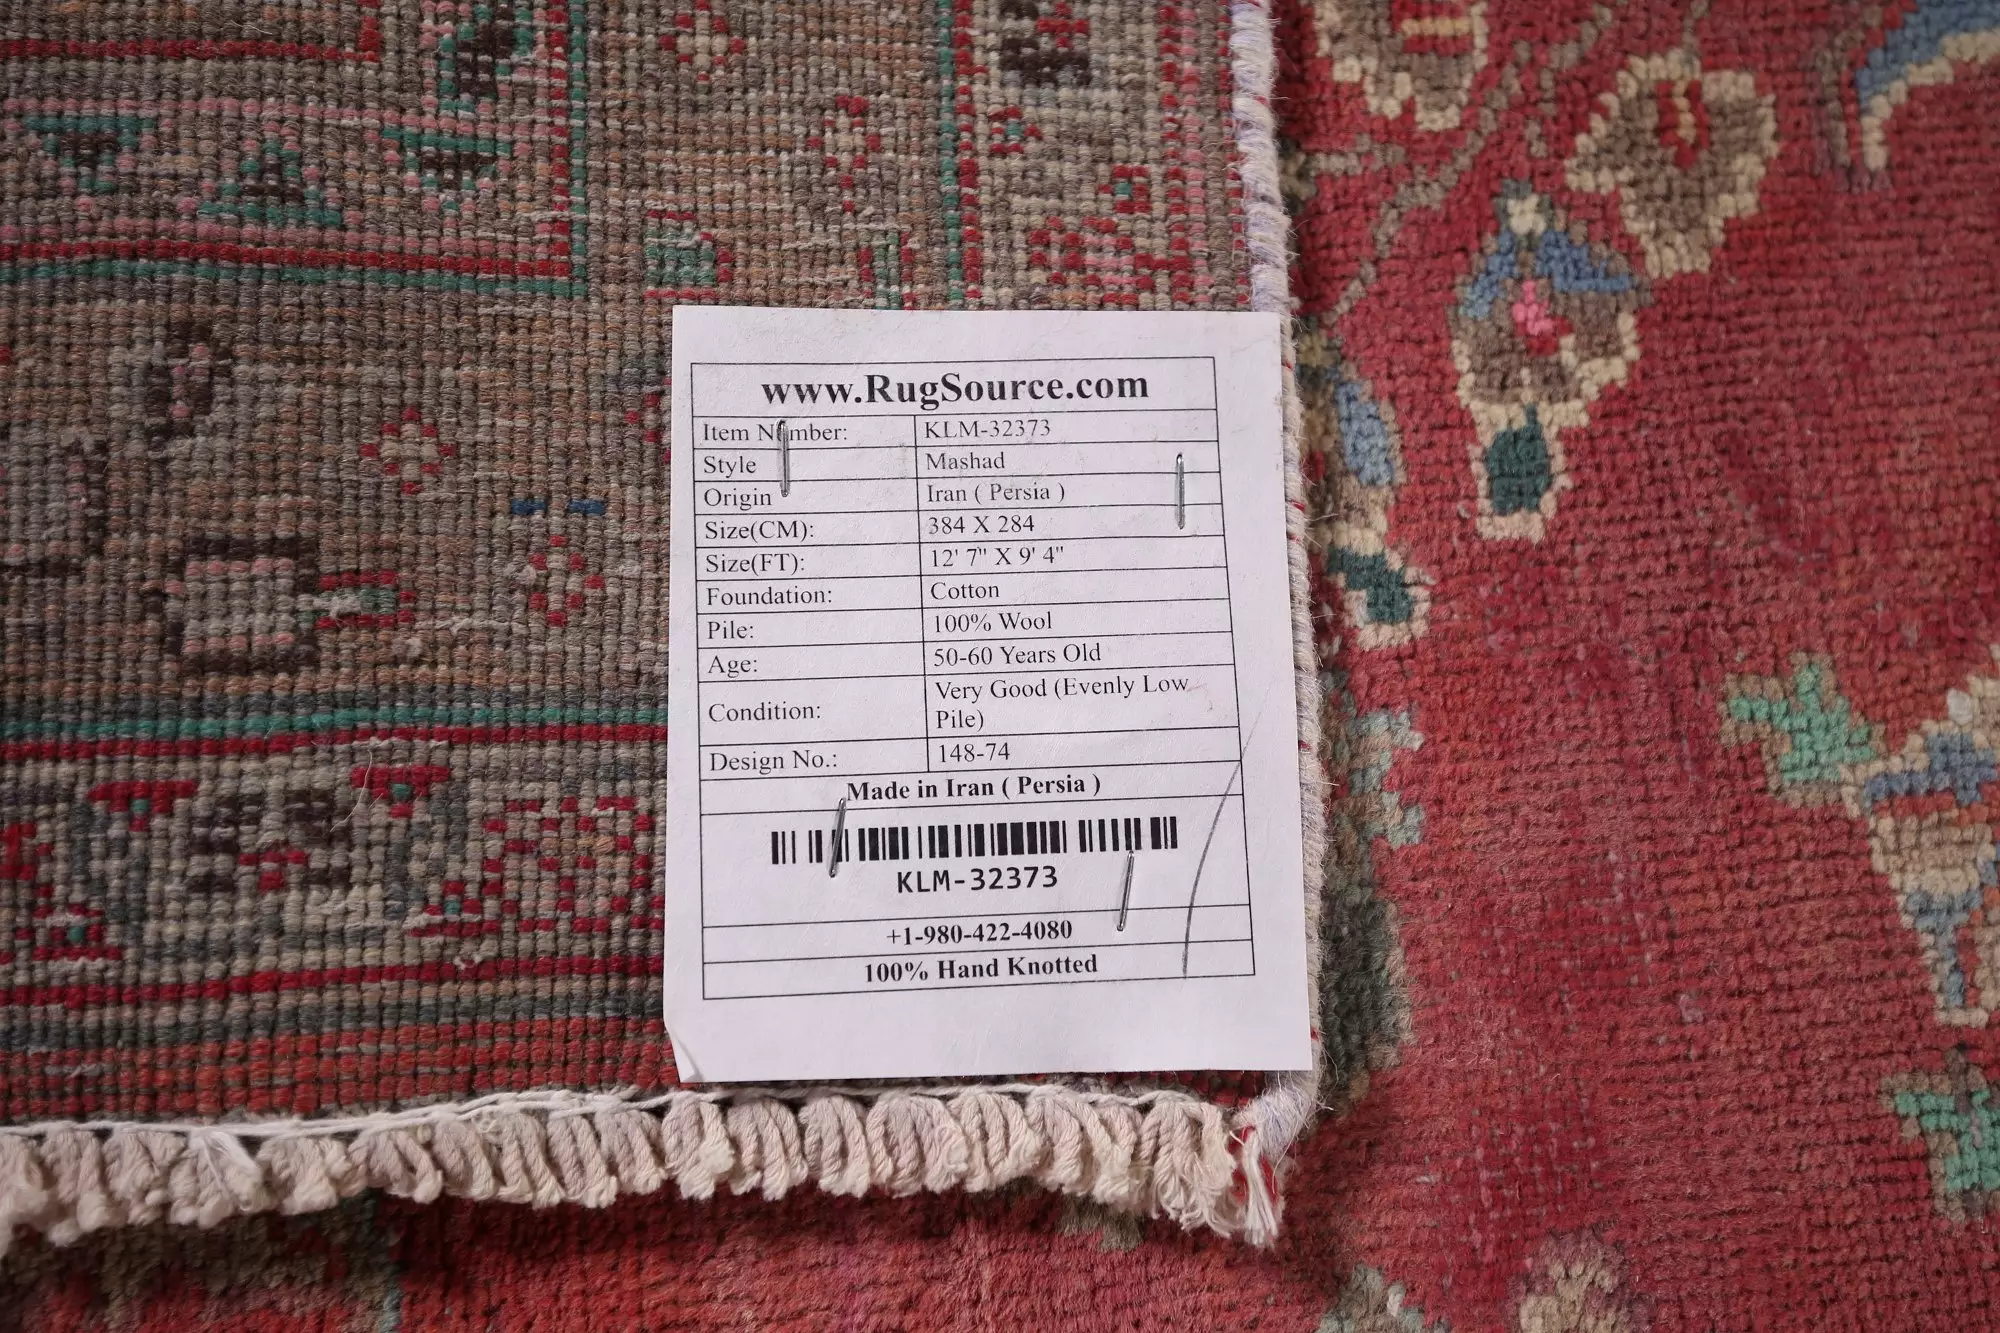 www.RugSource.com
Item Number: KLM-32373
Style Mashad
Origin Iran ( Persia )
Size(CM): 384 X 284
Size(FT): 12' 7" X 9' 4"
Foundation: Cotton
Pile: 100% Wool
Age: 50-60 Years Old
Condition: Very Good (Evenly Low
Pile)
Design No.: 148-74
Made in Iran ( Persia )
KLM-32373
+1-980-422-4080
100% Hand Knotted